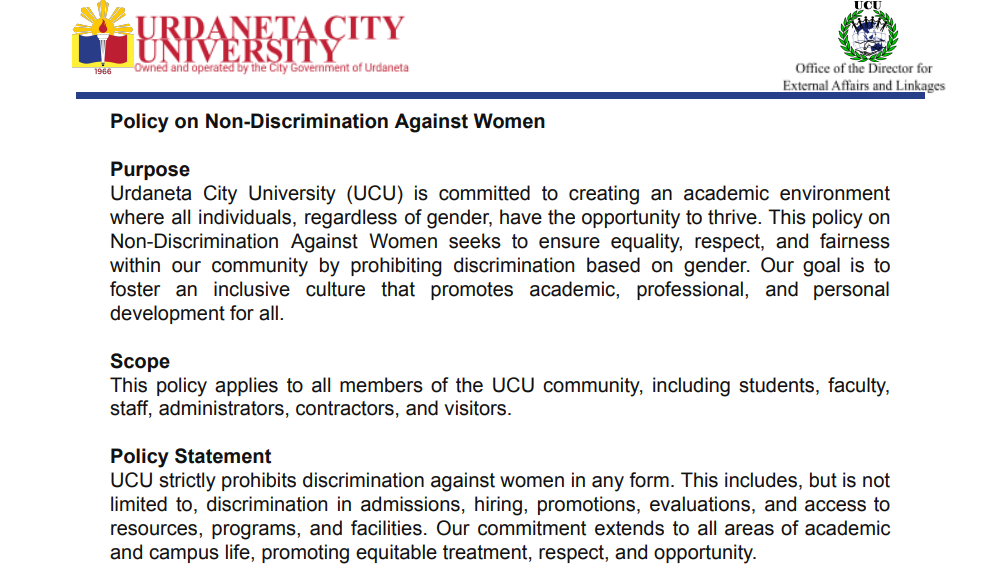 URDANETA CITY
UNIVERSITY
Owned and operated by the City Government of Urdaneta
1966
UCU
Office of the Director for
External Affairs and Linkages
Policy on Non-Discrimination Against Women
Purpose
Urdaneta City University (UCU) is committed to creating an academic environment
where all individuals, regardless of gender, have the opportunity to thrive. This policy on
Non-Discrimination Against Women seeks to ensure equality, respect, and fairness
within our community by prohibiting discrimination based on gender. Our goal is to
foster an inclusive culture that promotes academic, professional, and personal
development for all.
Scope
This policy applies to all members of the UCU community, including students, faculty,
staff, administrators, contractors, and visitors.
Policy Statement
UCU strictly prohibits discrimination against women in any form. This includes, but is not
limited to, discrimination in admissions, hiring, promotions, evaluations, and access to
resources, programs, and facilities. Our commitment extends to all areas of academic
and campus life, promoting equitable treatment, respect, and opportunity.